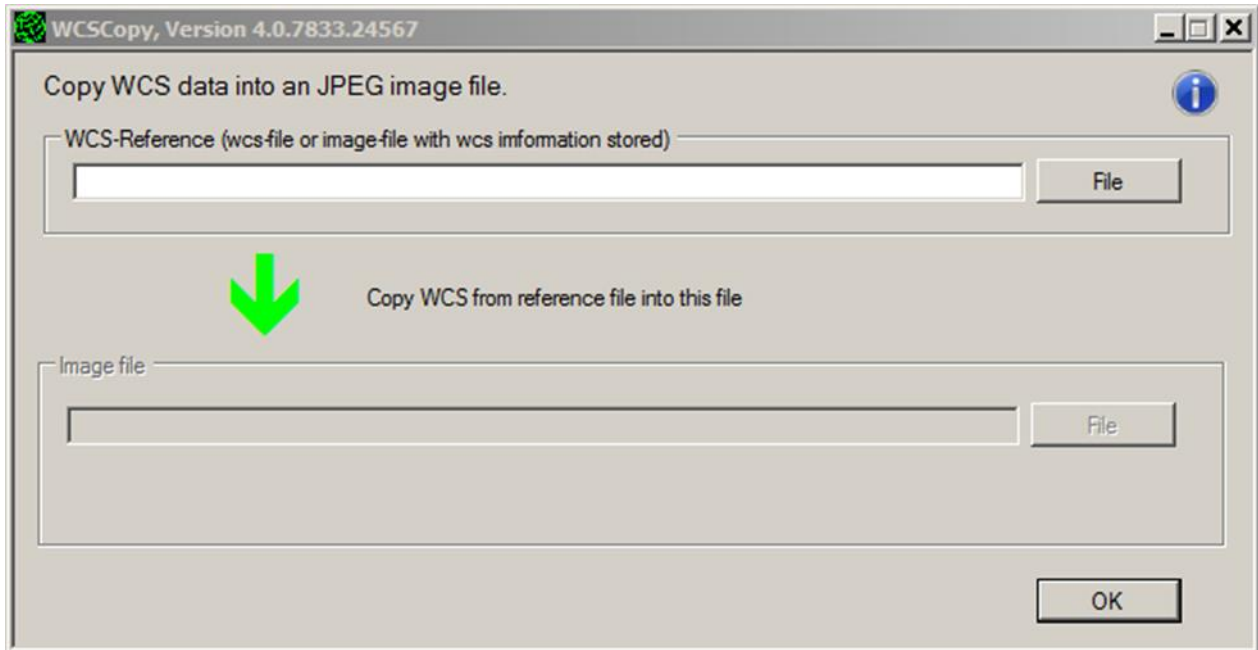 WCSCopy, Version 4.0.7833.24567
Copy WCS data into an JPEG image file.
WCS-Reference (wcs-file or image-file with wcs imformation stored)
File
Copy WCS from reference file into this file
Image file
File
OK